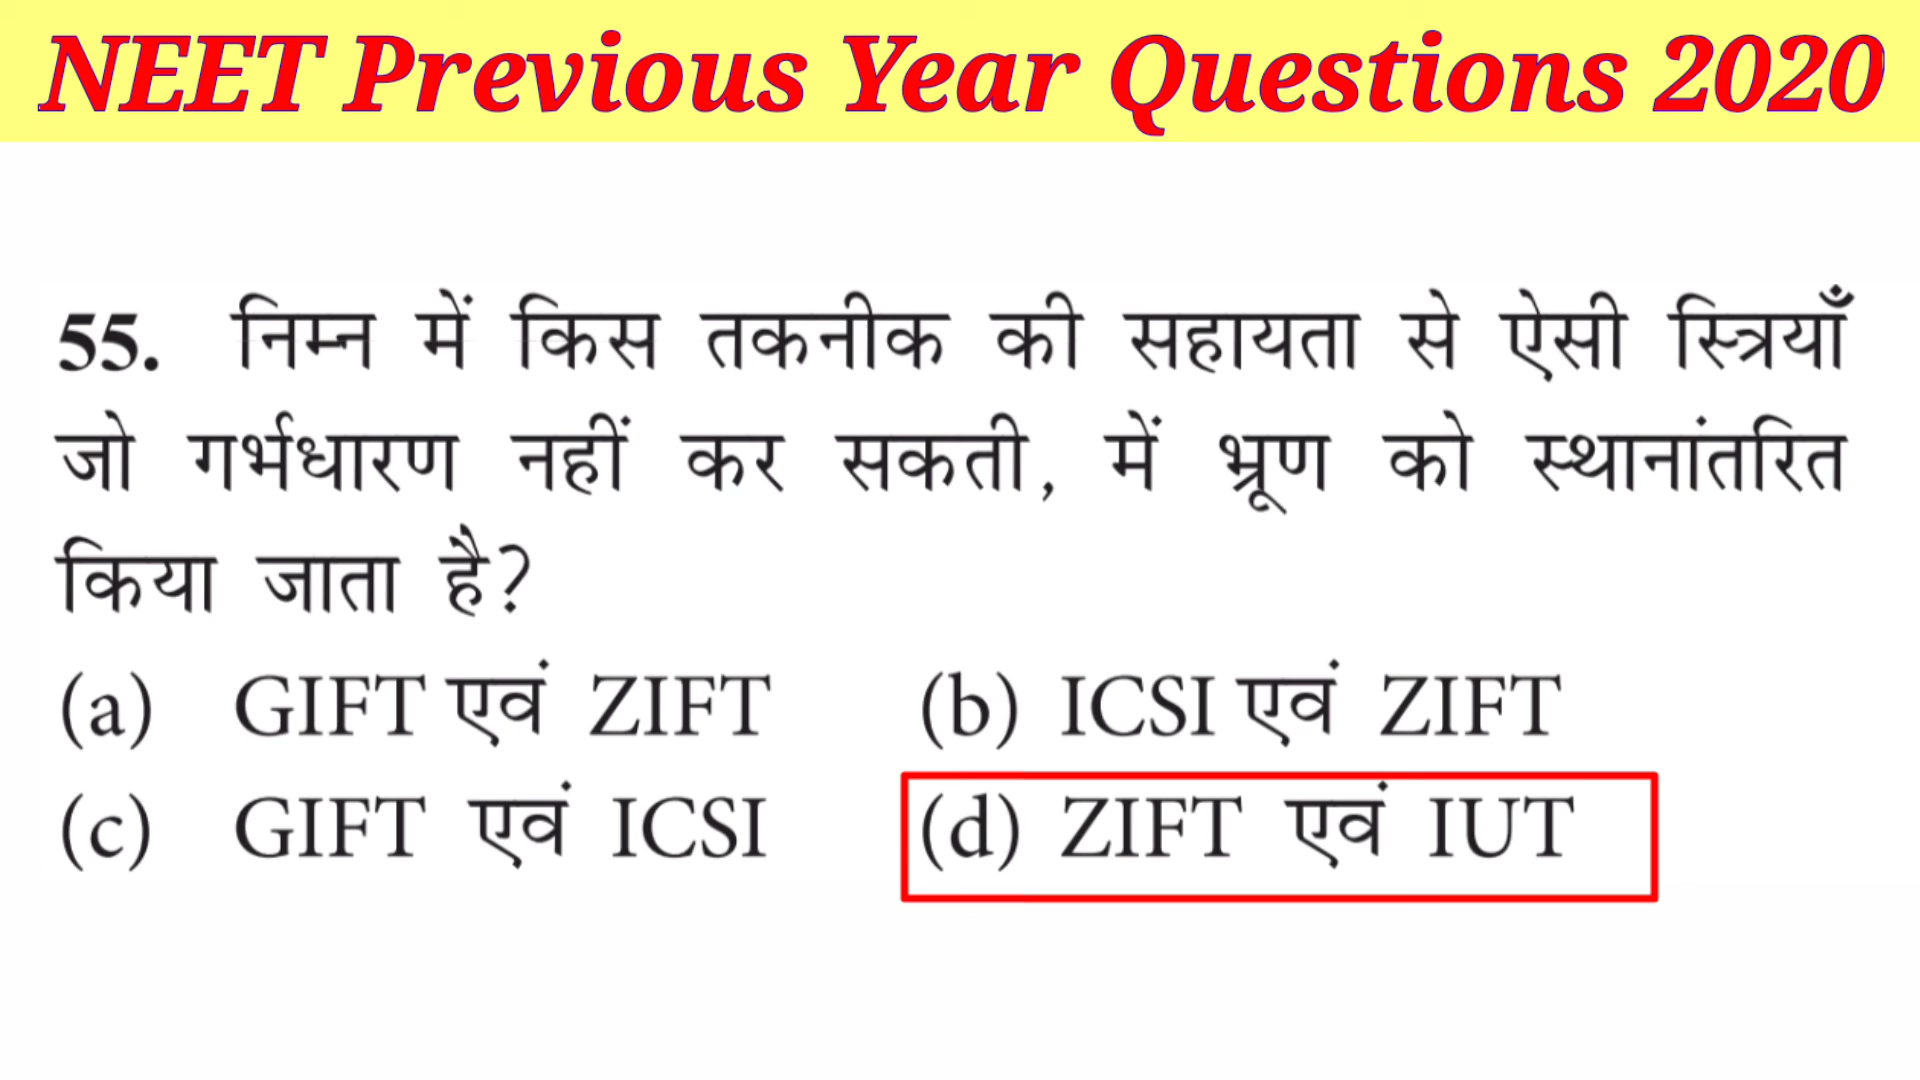 NEET Previous Year Questions 2020
55. निम्न में किस तकनीक की सहायता से ऐसी स्त्रियाँ
जो गर्भधारण नहीं कर सकती, में भ्रूण को स्थानांतरित
किया जाता है?
(a) GIFT एवं ZIFT (b) ICSI एवं ZIFT
(c) GIFT एवं ICSI (d) ZIFT एवं IUT